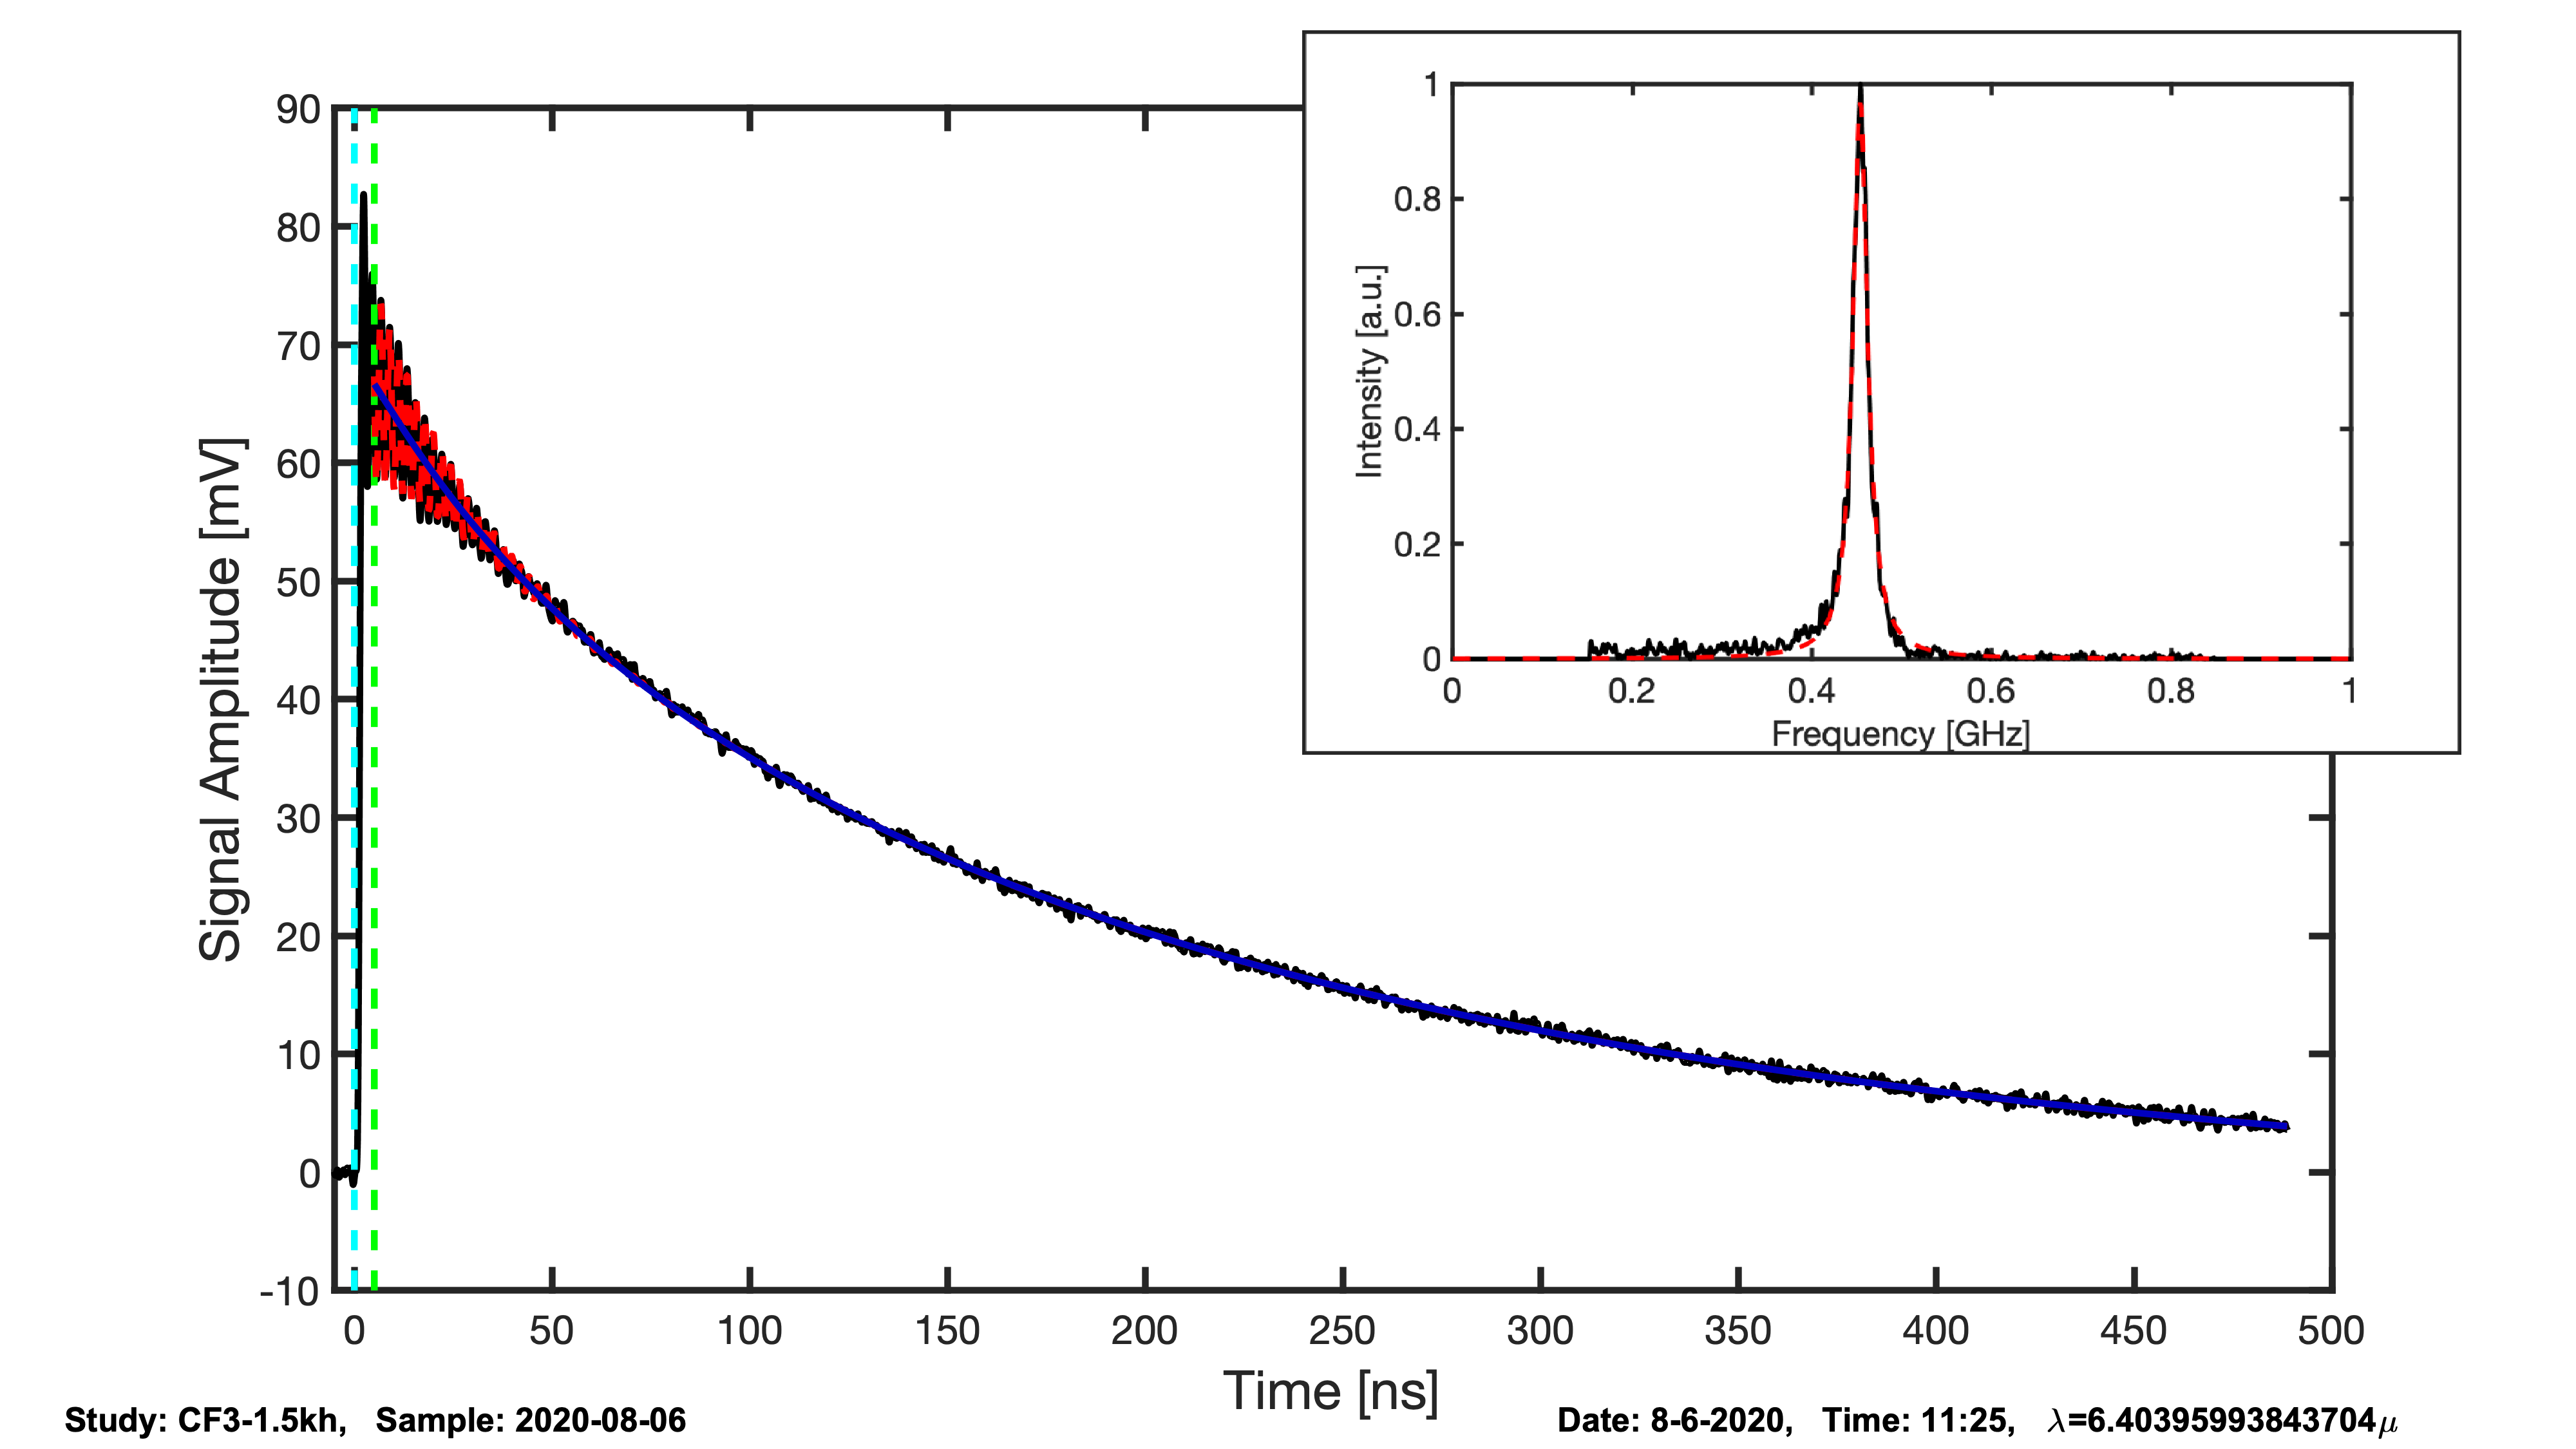 90
80
70
60
50
40
30
20
10
0
-10
Signal Amplitude [mV]
0 50 100 150 200 250 300 350 400 450 500
Time [ns]
1
0.8
0.6
0.4
0.2
0
Intensity [a.u.]
0 0.2 0.4 0.6 0.8 1
Frequency [GHz]
Study: CF3-1.5kh, Sample: 2020-08-06
Date: 8-6-2020, Time: 11:25, λ=6.40395993843704μ